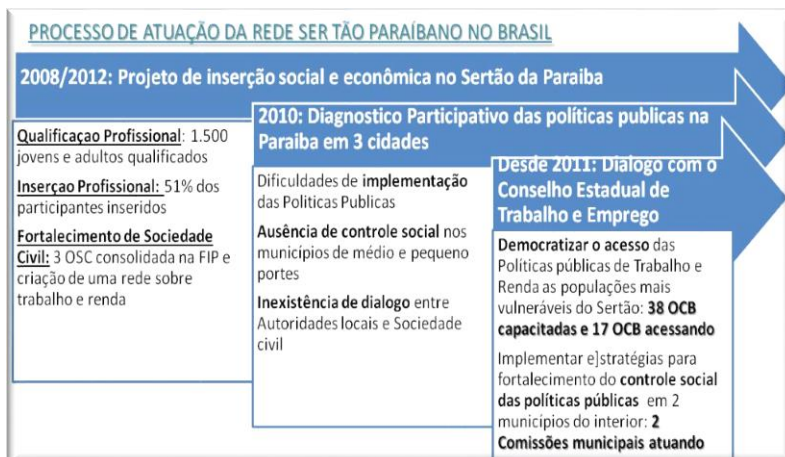 PROCESSO DE ATUAÇÃO DA REDE SER TÃO PARAÍBANO NO BRASIL
2008/2012: Projeto de inserção social e econômica no Sertão da Paraiba
Qualificaçao Profissional: 1.500
jovens e adultos qualificados
Inserçao Profissional: 51% dos
participantes inseridos
Fortalecimento de Sociedade
Civil: 3 OSC consolidada na FIP e
criação de uma rede sobre
trabalho e renda
2010: Diagnostico Participativo das políticas publicas na
Paraiba em 3 cidades
Dificuldades de implementação
das Politicas Publicas
Ausência de controle social nos
municípios de médio e pequeno
portes
Inexistência de dialogo entre
Autoridades locais e Sociedade
civil
Desde 2011: Dialogo com o
Conselho Estadual de
Trabalho e Emprego
Democratizar o acesso das
Políticas públicas de Trabalho e
Renda as populações mais
vulneráveis do Sertão: 38 OCB
capacitadas e 17 OCB acessando
Implementar e]stratégias para
fortalecimento do controle social
das políticas públicas em 2
municípios do interior: 2
Comissões municipais atuando